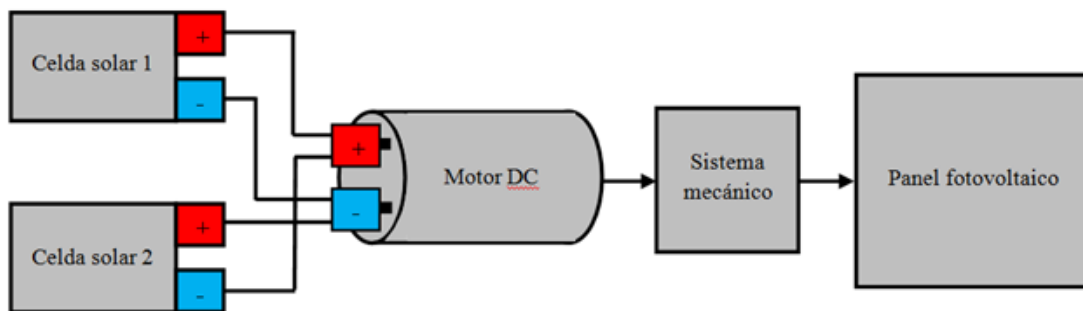 Celda solar 1
+
-
Celda solar 2
+
-
+
-
Motor DC
Sistema
mecánico
Panel fotovoltaico